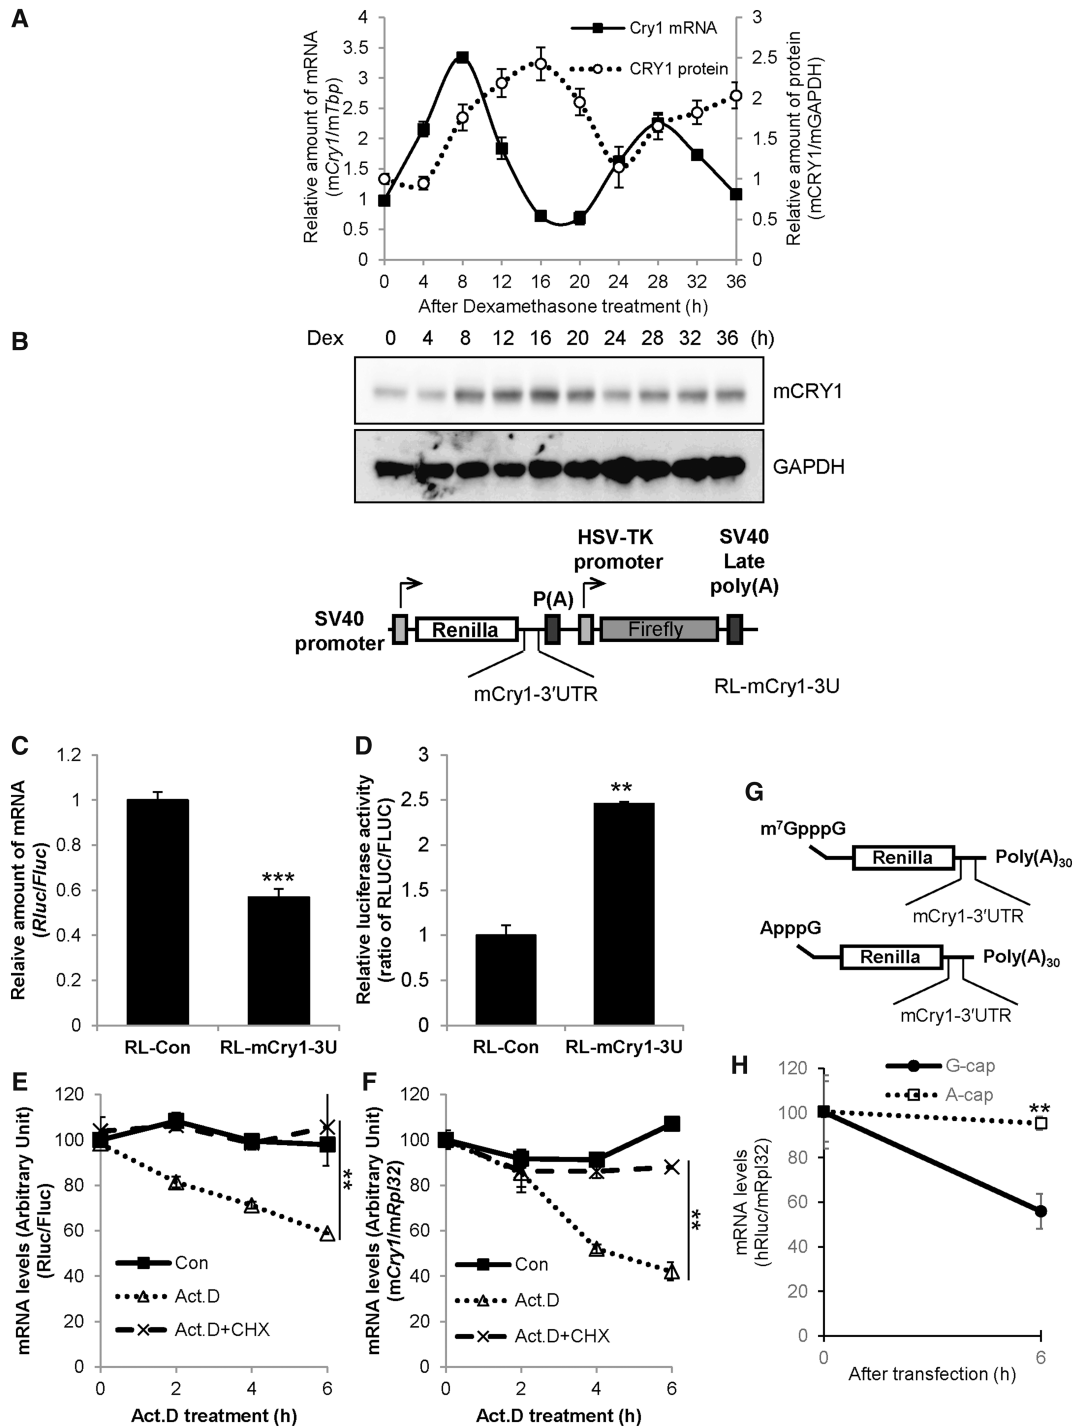 A
4
3.5
3
2.5
2
1.5
1
0.5
0
Relative amount of mRNA
(mCry1/mTbp)
Cry1 mRNA
CRY1 protein
3
2.5
2
1.5
1
0.5
0
Relative amount of protein
(mCRY1/mGAPDH)
0 4 8 12 16 20 24 28 32 36
After Dexamethasone treatment (h)
B
Dex 0 4 8 12 16 20 24 28 32 36 (h)
mCRY1
GAPDH
HSV-TK
promoter
SV40
Late
poly(A)
P(A)
SV40
promoter
Renilla
Firefly
mCry1-3′UTR
RL-mCry1-3U
C
1.2
1
0.8
0.6
0.4
0.2
0
Relaive amount of mRNA
(Rluc/Fluc)
***
RL-Con RL-mCry1-3U
D
3
2.5
2
1.5
1
0.5
0
Relative luciferase activity
(ratio of RLUC/FLUC)
**
RL-Con RL-mCry1-3U
G
m⁷GpppG
Renilla
Poly(A)₃₀
mCry1-3′UTR
ApppG
Renilla
Poly(A)₃₀
mCry1-3′UTR
E
120
100
80
60
40
20
0
mRNA levels (Arbitrary Unit)
(Rluc/Fluc)
**
Con
Act.D
Act.D+CHX
0 2 4 6
Act.D treatment (h)
F
120
100
80
60
40
20
0
mRNA levels (Arbitrary Unit)
(mCry1/mRpl32)
**
Con
Act.D
Act.D+CHX
0 2 4 6
Act.D treatment (h)
H
120
100
80
60
40
20
0
mRNA levels
(hRluc/mRpl32)
G-cap
A-cap
**
0 6
After transfection (h)